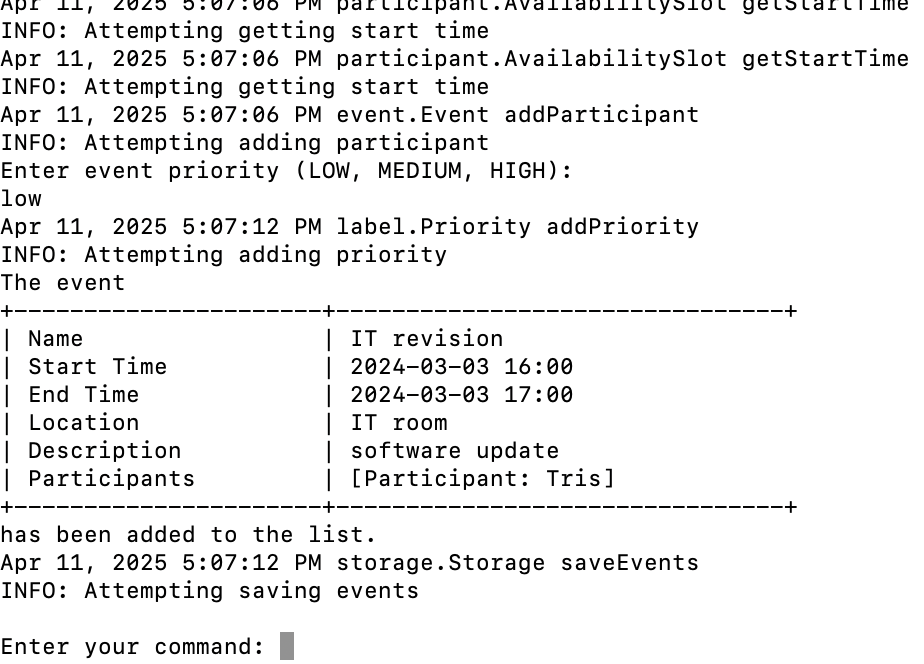 Apr 11, 2025 5:07:06 PM participant.AvailabilitySlot getStartTime
INFO: Attempting getting start time
Apr 11, 2025 5:07:06 PM participant.AvailabilitySlot getStartTime
INFO: Attempting getting start time
Apr 11, 2025 5:07:06 PM event.Event addParticipant
INFO: Attempting adding participant
Enter event priority (LOW, MEDIUM, HIGH):
low
Apr 11, 2025 5:07:12 PM label.Priority addPriority
INFO: Attempting adding priority
The event
+----------------------+--------------------------------+
| Name                 | IT revision
| Start Time           | 2024-03-03 16:00
| End Time             | 2024-03-03 17:00
| Location             | IT room
| Description          | software update
| Participants         | [Participant: Tris]
+----------------------+--------------------------------+
has been added to the list.
Apr 11, 2025 5:07:12 PM storage.Storage saveEvents
INFO: Attempting saving events
Enter your command: